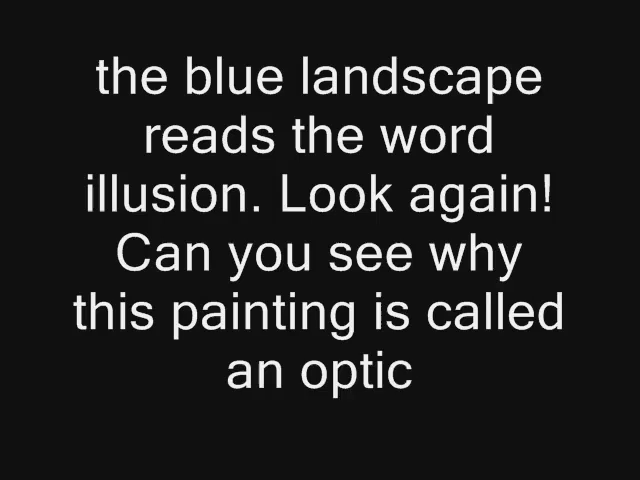 the blue landscape
reads the word
illusion. Look again!
Can you see why
this painting is called
an optic